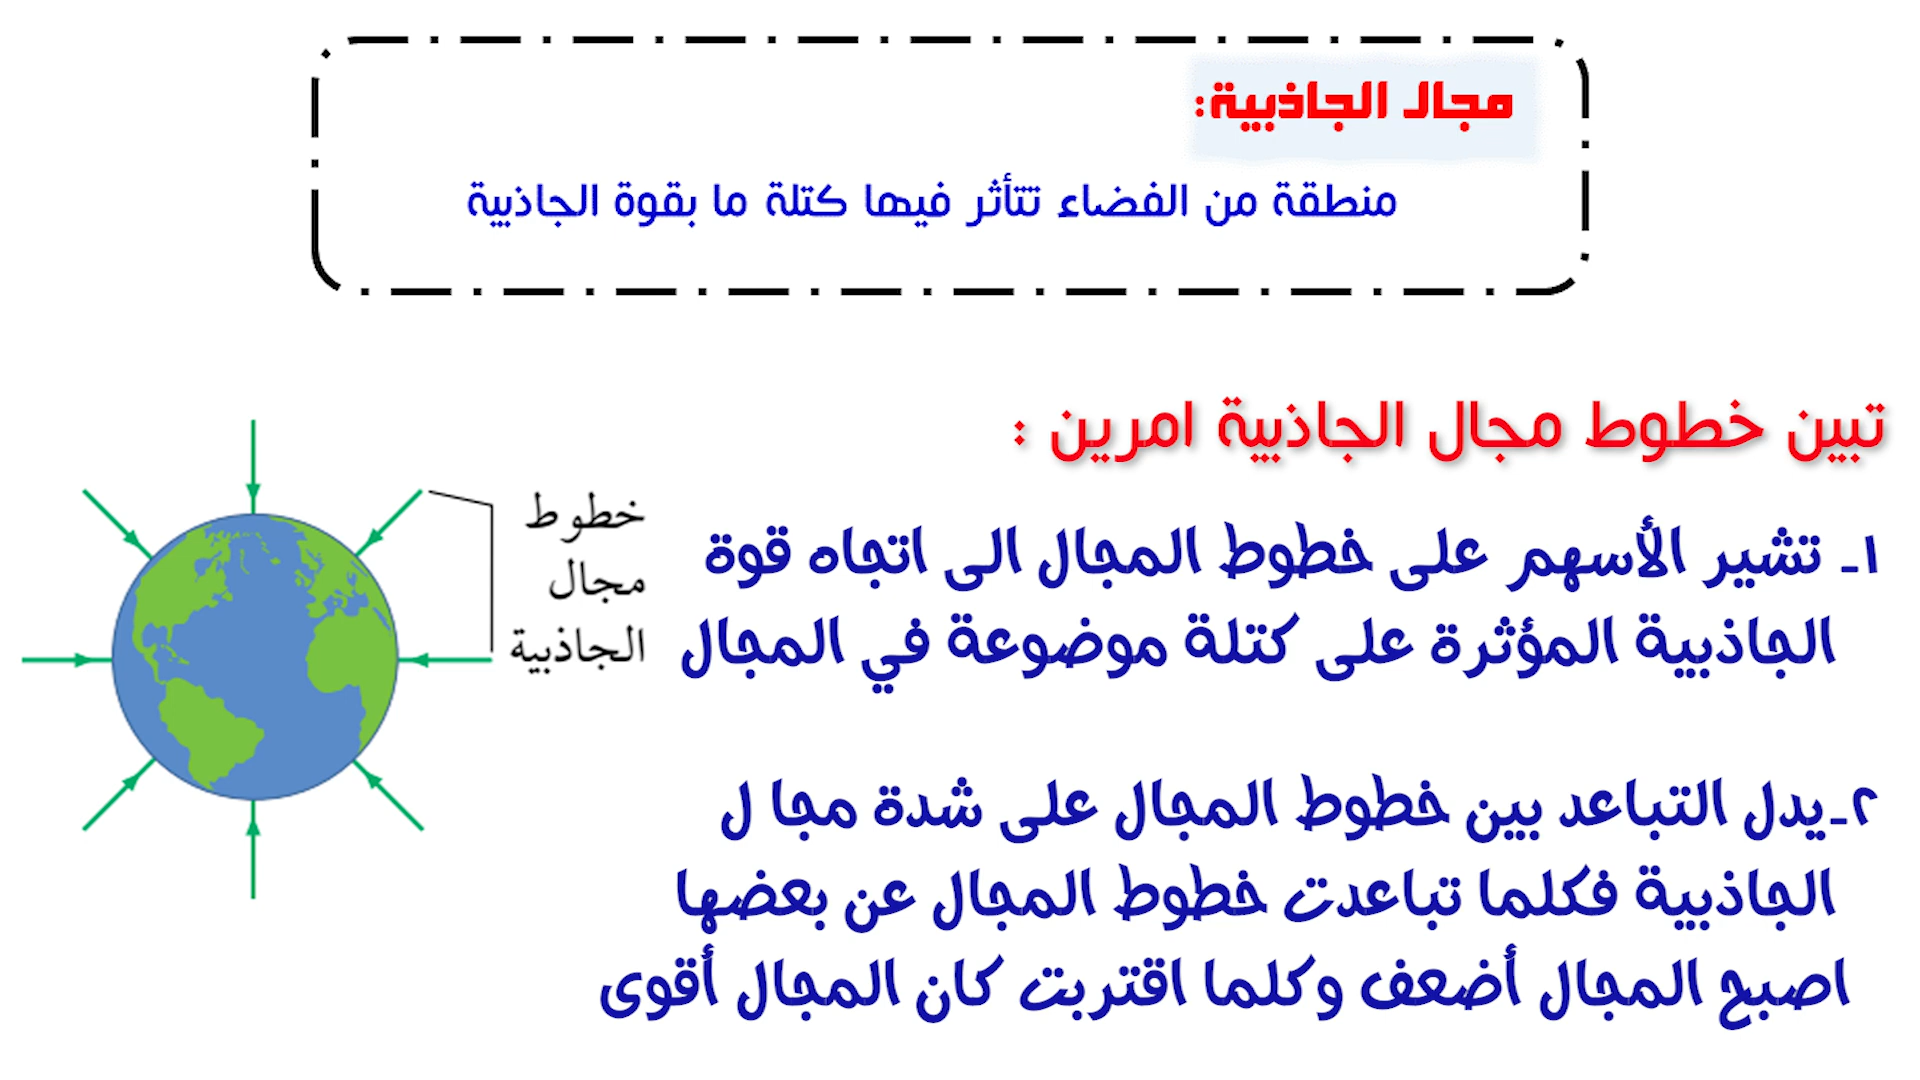 مجال الجاذبية:
منطقة من الفضاء تتأثر فيها كتلة ما بقوة الجاذبية
تبين خطوط مجال الجاذبية امرين :
١ـ تشير الأسهم على خطوط المجال الى اتجاه قوة
الجاذبية المؤثرة على كتلة موضوعة في المجال
٢ـ يدل التباعد بين خطوط المجال على شدة مجا ل
الجاذبية فكلما تباعدت خطوط المجال عن بعضها
اصبح المجال أضعف وكلما اقتربت كان المجال أقوى
خطوط
مجال
الجاذبية